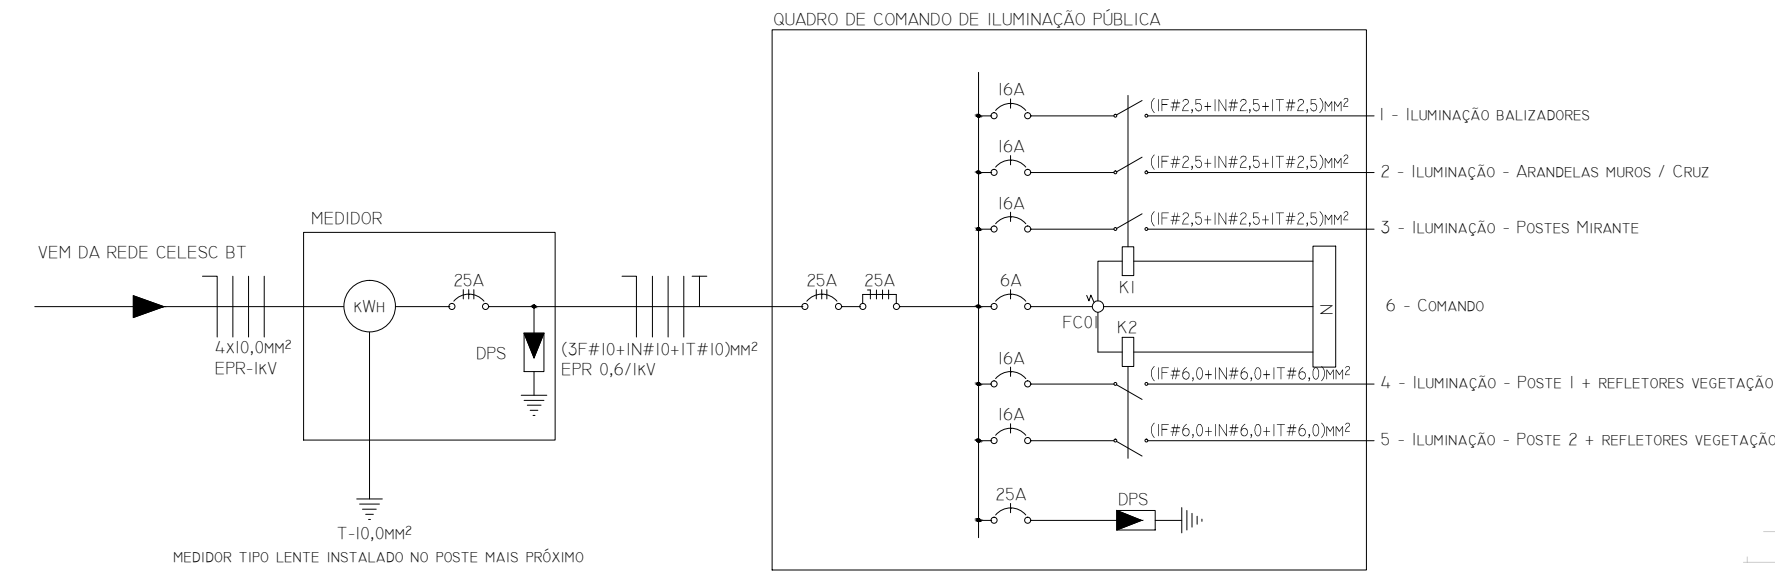 QUADRO DE COMANDO DE ILUMINAÇÃO PÚBLICA
16A
(1F#2,5+1N#2,5+1T#2,5)MM²
1 - ILUMINAÇÃO BALIZADORES
16A
(1F#2,5+1N#2,5+1T#2,5)MM²
2 - ILUMINAÇÃO - ARANDELAS MUROS / CRUZ
16A
(1F#2,5+1N#2,5+1T#2,5)MM²
3 - ILUMINAÇÃO - POSTES MIRANTE
MEDIDOR
VEM DA REDE CELESC BT
KWH
25A
25A
25A
6A
K1
N
6 - COMANDO
FC01
K2
4X10,0MM²
EPR-1KV
DPS
(3F#10+1N#10+1T#10)MM²
EPR 0,6/1KV
16A
(1F#6,0+1N#6,0+1T#6,0)MM²
4 - ILUMINAÇÃO - POSTE 1 + REFLETORES VEGETAÇÃO
16A
(1F#6,0+1N#6,0+1T#6,0)MM²
5 - ILUMINAÇÃO - POSTE 2 + REFLETORES VEGETAÇÃO
25A
DPS
T-10,0MM²
MEDIDOR TIPO LENTE INSTALADO NO POSTE MAIS PRÓXIMO